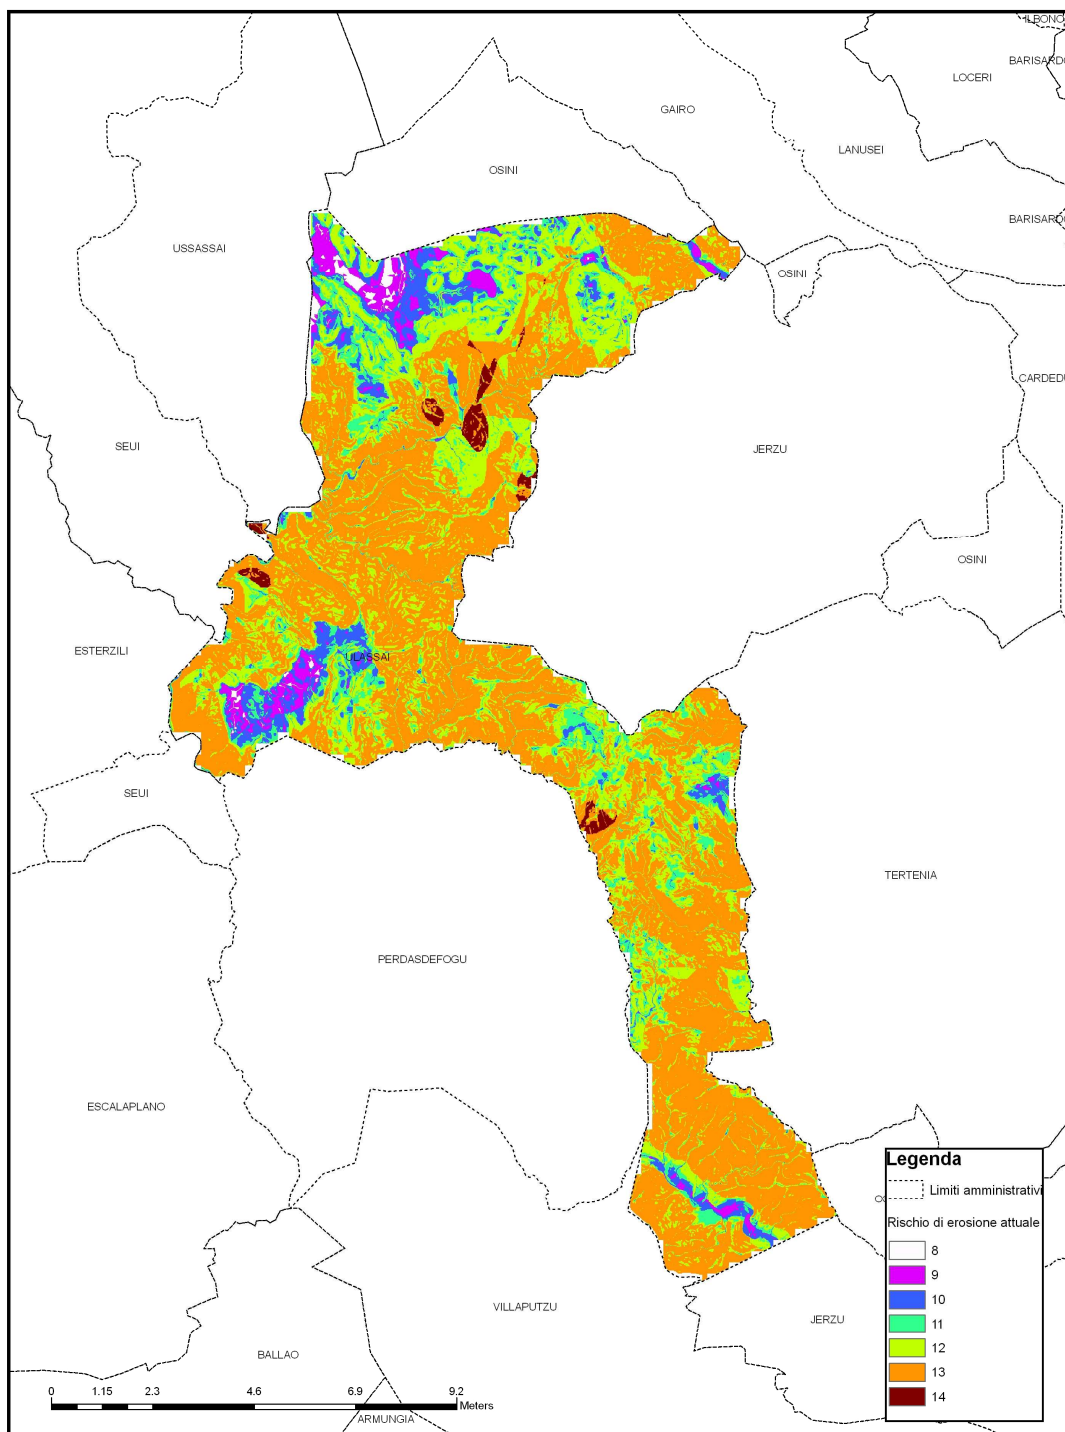 ILBONO
BARISARDO
LOCERI
GAIRO
LANUSEI
OSINI
BARISARDO
USSASSAI
OSINI
CARDEDU
SEUI
JERZU
OSINI
ESTERZILI
ULASSAI
SEUI
TERTENIA
PERDASDEFOGU
ESCALAPLANO
Legenda
Limiti amministrativi
Rischio di erosione attuale
8
9
10
11
12
13
14
VILLAPUTZU
JERZU
BALLAO
0 1.15 2.3 4.6 6.9 9.2
Meters
ARMUNGIA